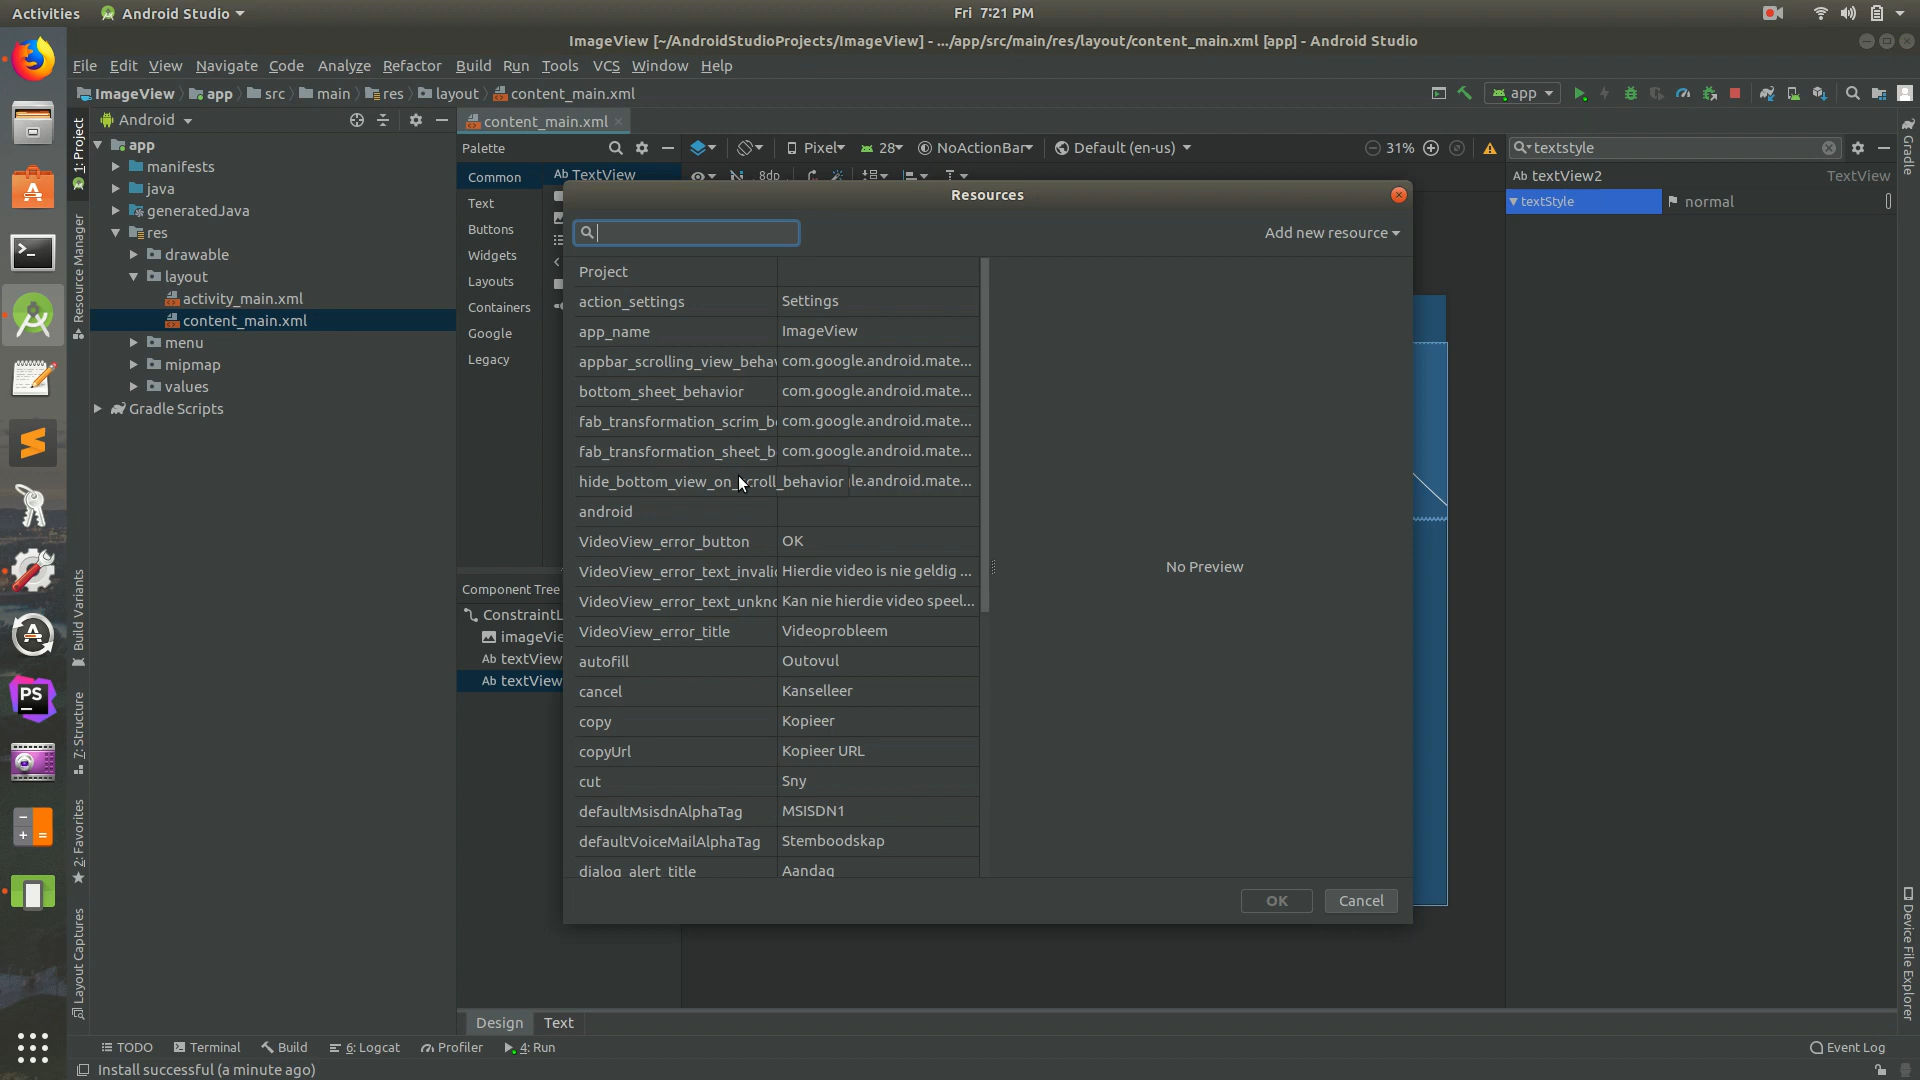 Activities
Android Studio
Fri 7:21 PM
ImageView [~/AndroidStudioProjects/ImageView] - .../app/src/main/res/layout/content_main.xml [app] - Android Studio
File Edit View Navigate Code Analyze Refactor Build Run Tools VCS Window Help
ImageView app src main res layout content_main.xml
app
Android
content_main.xml
1: Project
Resource Manager
Build Variants
7: Structure
2: Favorites
Layout Captures
app
manifests
java
generatedJava
res
drawable
layout
activity_main.xml
content_main.xml
menu
mipmap
values
Gradle Scripts
Palette
Common
Text
Buttons
Widgets
Layouts
Containers
Google
Legacy
Ab TextView
Pixel
28
NoActionBar
Default (en-us)
31%
8dp
Component Tree
ConstraintL
imageVie
Ab textView
Ab textView
Resources
Add new resource
Project
action_settings Settings
app_name ImageView
appbar_scrolling_view_behav com.google.android.mate...
bottom_sheet_behavior com.google.android.mate...
fab_transformation_scrim_b com.google.android.mate...
fab_transformation_sheet_b com.google.android.mate...
hide_bottom_view_on_scroll_behavior le.android.mate...
android
VideoView_error_button OK
VideoView_error_text_invali Hierdie video is nie geldig ...
VideoView_error_text_unkno Kan nie hierdie video speel...
VideoView_error_title Videoprobleem
autofill Outovul
cancel Kanselleer
copy Kopieer
copyUrl Kopieer URL
cut Sny
defaultMsisdnAlphaTag MSISDN1
defaultVoiceMailAlphaTag Stemboodskap
dialog_alert_title Aandag
No Preview
OK
Cancel
textstyle
Ab textView2 TextView
textStyle normal
Gradle
Device File Explorer
Design Text
TODO Terminal Build 6: Logcat Profiler 4: Run
Event Log
Install successful (a minute ago)
PS